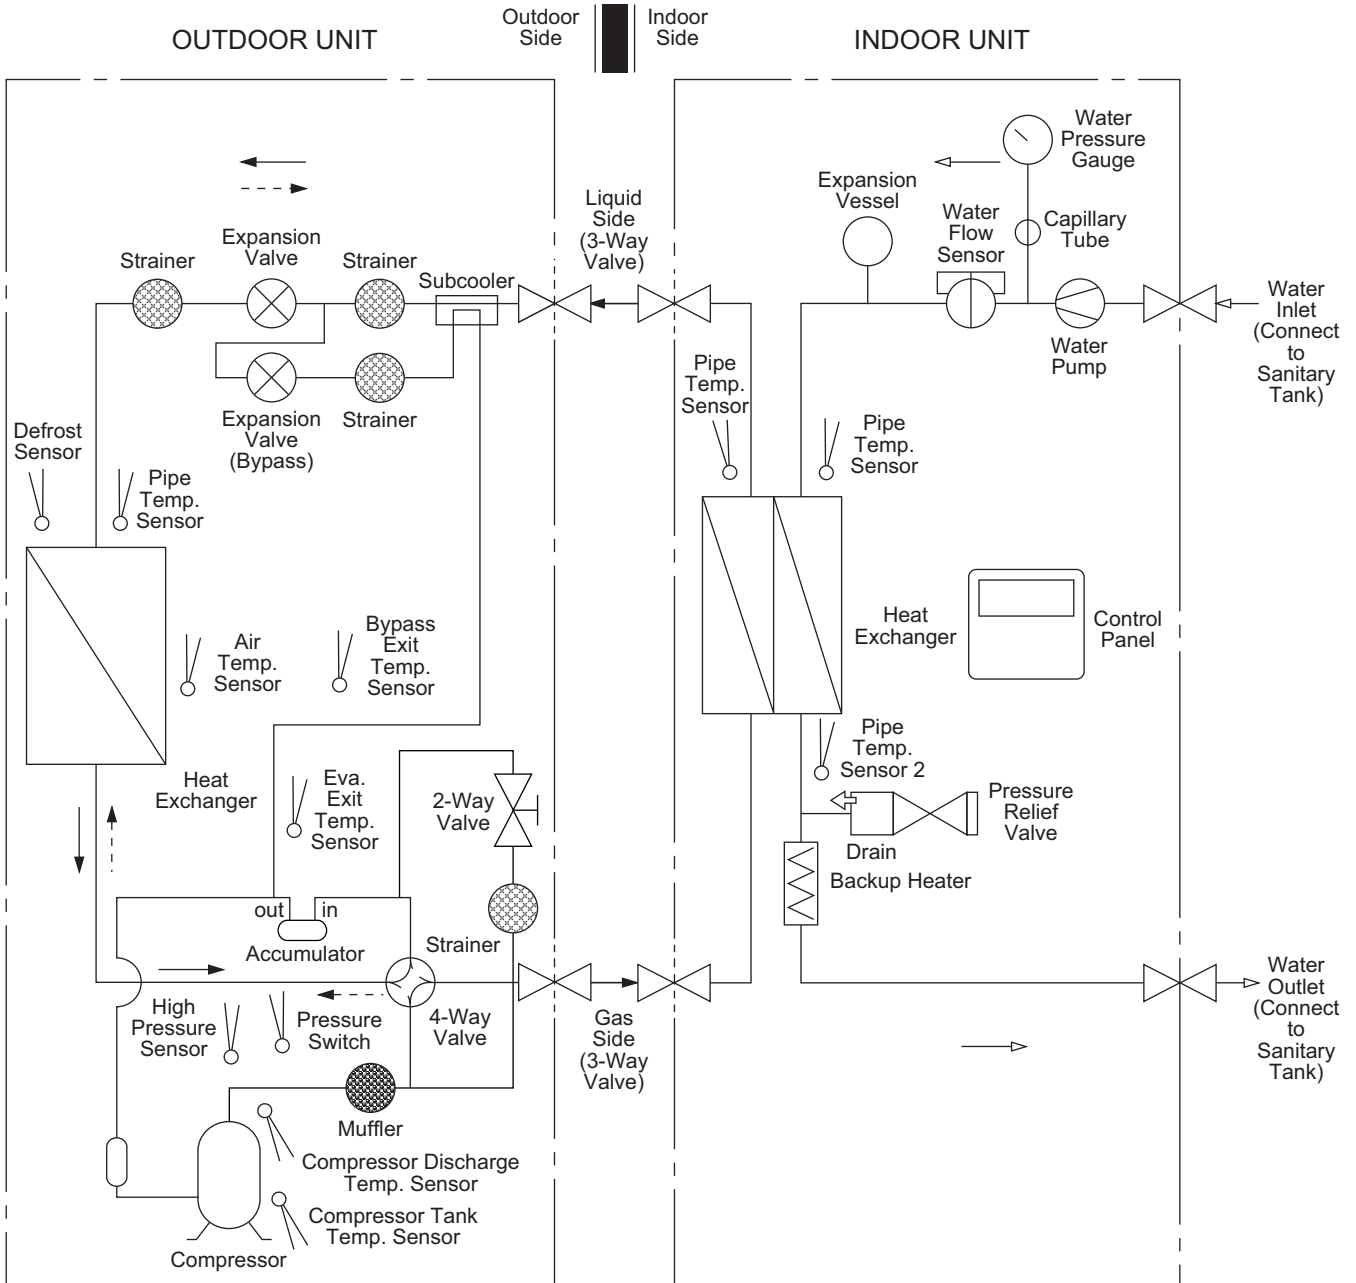 OUTDOOR UNIT
Outdoor
Side
Indoor
Side
INDOOR UNIT
Water
Pressure
Gauge
Expansion
Vessel
Water
Flow
Sensor
Capillary
Tube
Liquid
Side
(3-Way
Valve)
Strainer
Expansion
Valve
Strainer
Subcooler
Water
Inlet
(Connect
to
Sanitary
Tank)
Water
Pump
Pipe
Temp.
Sensor
Expansion
Valve
(Bypass)
Strainer
Defrost
Sensor
Pipe
Temp.
Sensor
Pipe
Temp.
Sensor
Air
Temp.
Sensor
Bypass
Exit
Temp.
Sensor
Heat
Exchanger
Control
Panel
Heat
Exchanger
Eva.
Exit
Temp.
Sensor
2-Way
Valve
Pipe
Temp.
Sensor 2
Pressure
Relief
Valve
Drain
Backup Heater
out
in
Accumulator
Strainer
High
Pressure
Sensor
Pressure
Switch
4-Way
Valve
Gas
Side
(3-Way
Valve)
Water
Outlet
(Connect
to
Sanitary
Tank)
Muffler
Compressor Discharge
Temp. Sensor
Compressor Tank
Temp. Sensor
Compressor